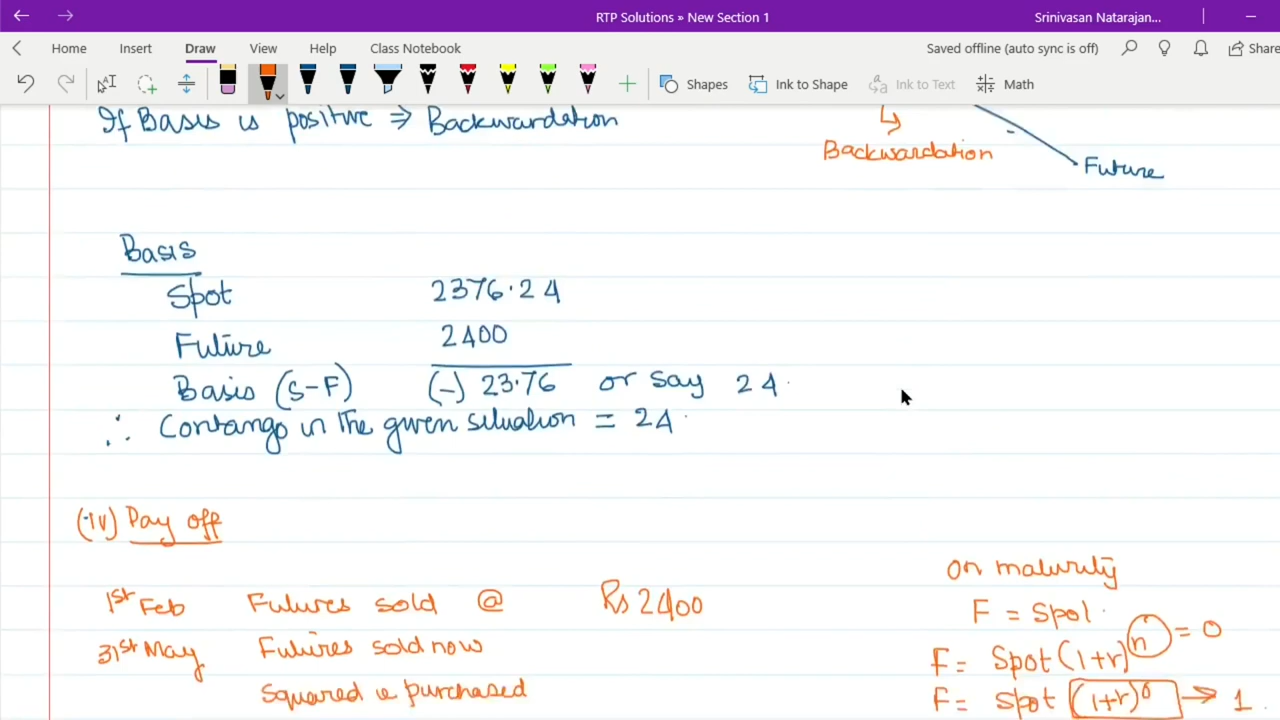 RTP Solutions » New Section 1
Srinivasan Natarajan...
Home Insert Draw View Help Class Notebook
Saved offline (auto sync is off)
Share
Shapes Ink to Shape Ink to Text Math
If Basis is positive ⇒ Backwardation
Backwardation
Future
Basis
Spot 2376.24
Future 2400
Basis (S-F) (-) 23.76 or say 24
∴ Contango in the given situation = 24
(iv) Pay off
1st Feb Futures sold @ Rs 2400
31st May Futures sold now
Squared ie purchased
on maturity
F = Spot
F = Spot (1+r)^n = 0
F = spot (1+r)^0 → 1